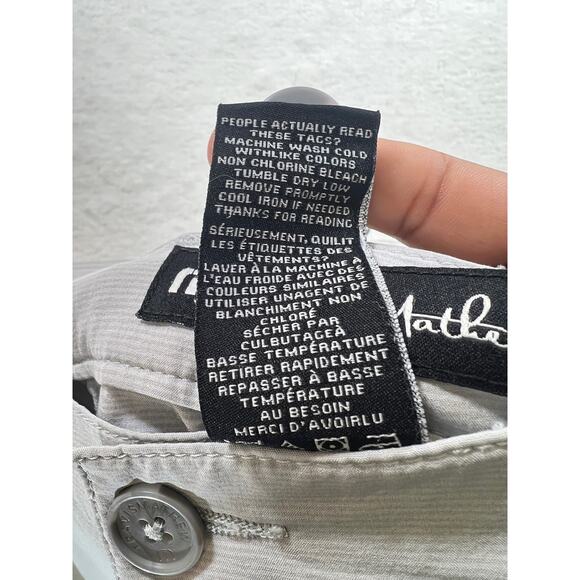 PEOPLE ACTUALLY READ
THESE TAGS?
MACHINE WASH COLD
WITHLIKE COLORS
NON CHLORINE BLEACH
TUMBLE DRY LOW
REMOVE PROMPTLY
COOL IRON IF NEEDED
THANKS FOR READING
SÉRIEUSEMENT, QUILIT
LES ÉTIQUETTES DES
VÊTEMENTS?
LAVER À LA MACHINE À
L'EAU FROIDE AVEC DES
COULEURS SIMILAIRES
UTILISER UNAGENT DE
BLANCHIMENT NON
CHLORÉ
SÉCHER PAR
CULBUTAGEÀ
BASSE TEMPÉRATURE
RETIRER RAPIDEMENT
REPASSER À BASSE
TEMPÉRATURE
AU BESOIN
MERCI D'AVOIRLU
Mathe